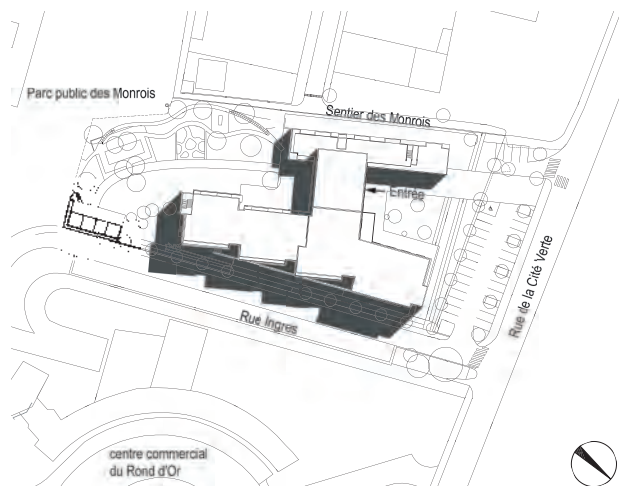 Parc public des Monrois
Sentier des Monrois
Entrée
Rue de la Cité Verte
Rue Ingres
centre commercial
du Rond d'Or